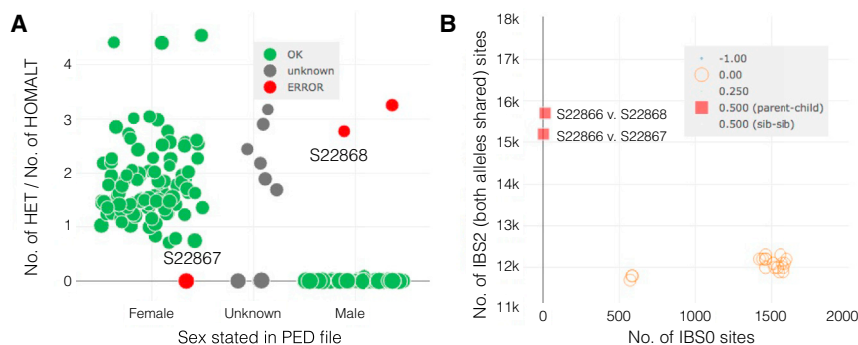 A
No. of HET / No. of HOMALT
4
3
2
1
0
OK
unknown
ERROR
S22868
S22867
Female
Unknown
Male
Sex stated in PED file
B
No. of IBS2 (both alleles shared) sites
18k
17k
16k
15k
14k
13k
12k
11k
-1.00
0.00
0.250
0.500 (parent-child)
0.500 (sib-sib)
S22866 v. S22868
S22866 v. S22867
0
500
1000
1500
2000
No. of IBS0 sites